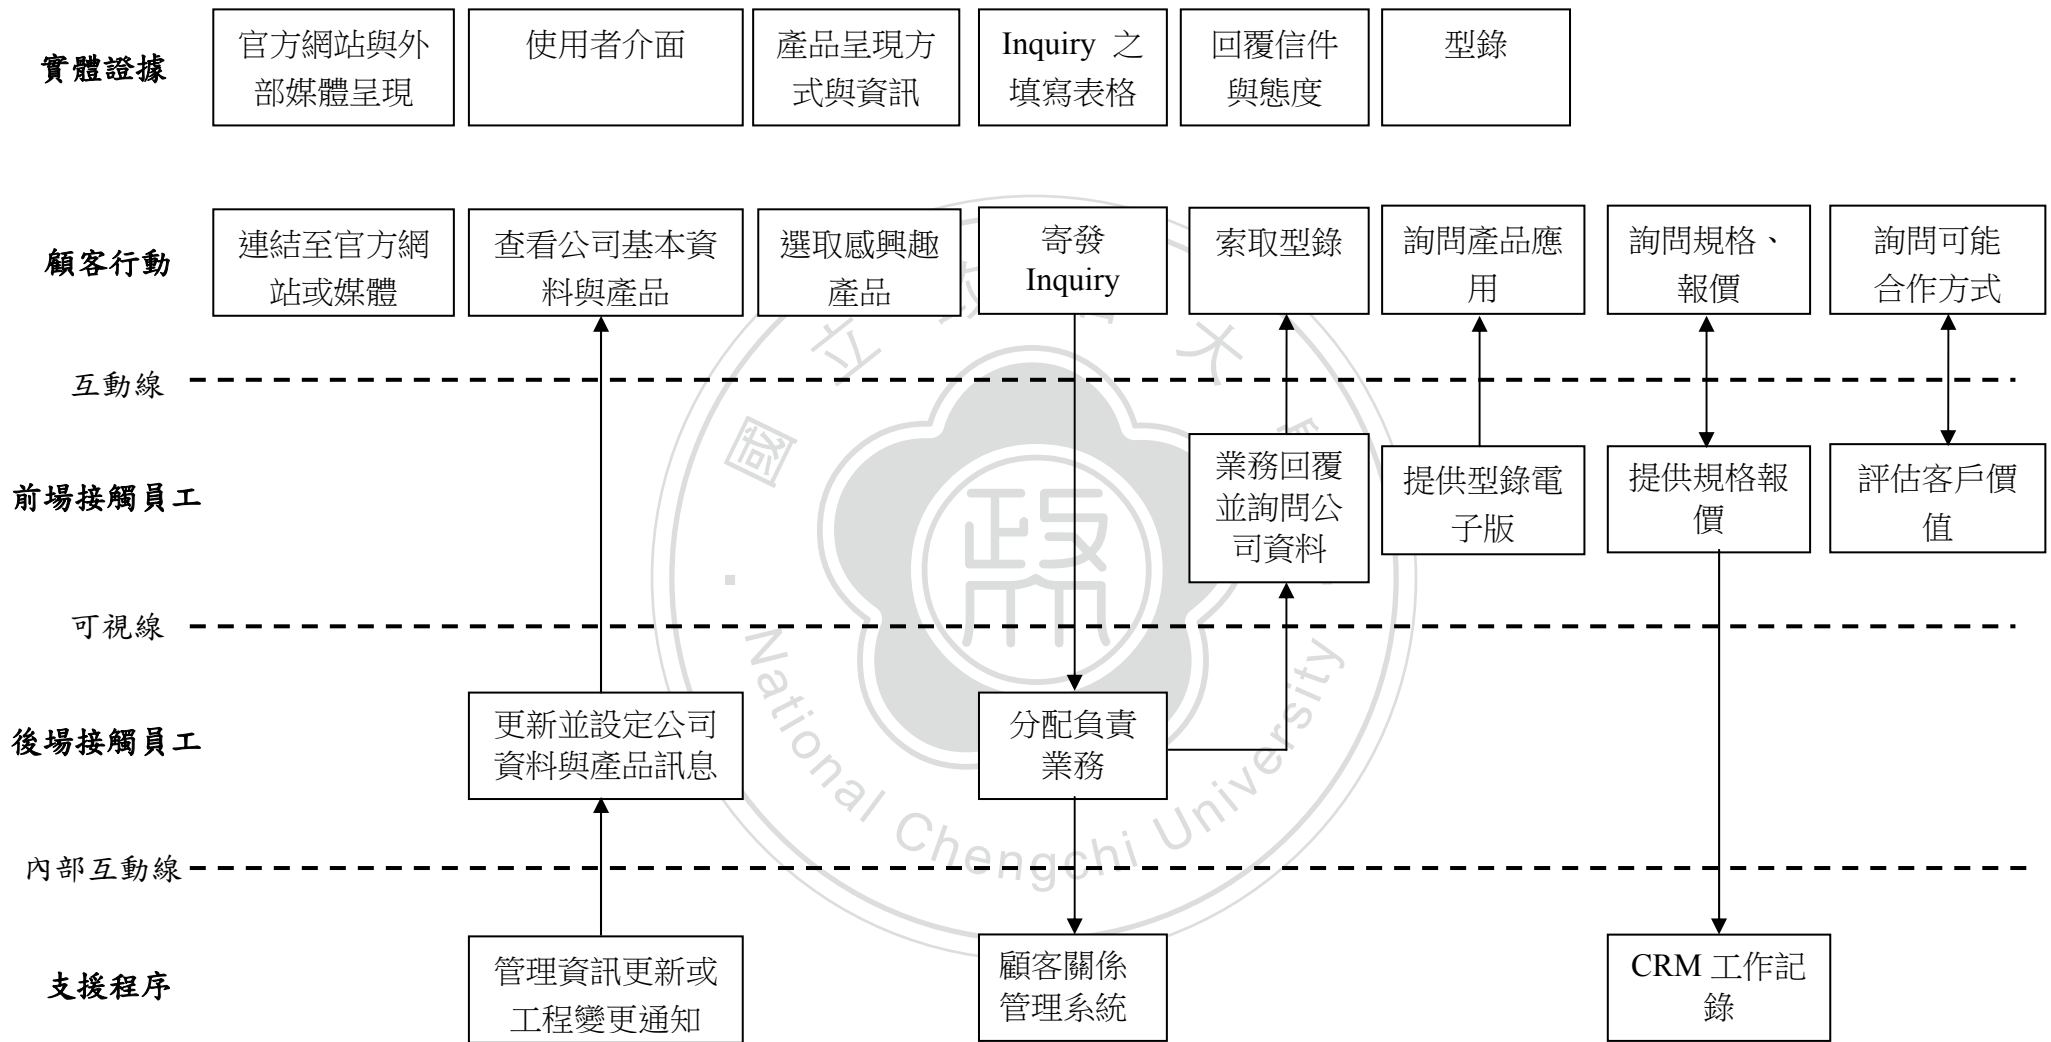 實體證據
官方網站與外
部媒體呈現
使用者介面
產品呈現方
式與資訊
Inquiry 之
填寫表格
回覆信件
與態度
型錄
顧客行動
連結至官方網
站或媒體
查看公司基本資
料與產品
選取感興趣
產品
寄發
Inquiry
索取型錄
詢問產品應
用
詢問規格、
報價
詢問可能
合作方式
互動線
前場接觸員工
業務回覆
並詢問公
司資料
提供型錄電
子版
提供規格報
價
評估客戶價
值
可視線
後場接觸員工
更新並設定公司
資料與產品訊息
分配負責
業務
內部互動線
支援程序
管理資訊更新或
工程變更通知
顧客關係
管理系統
CRM 工作記
錄
國立
大
政
National Chengchi University